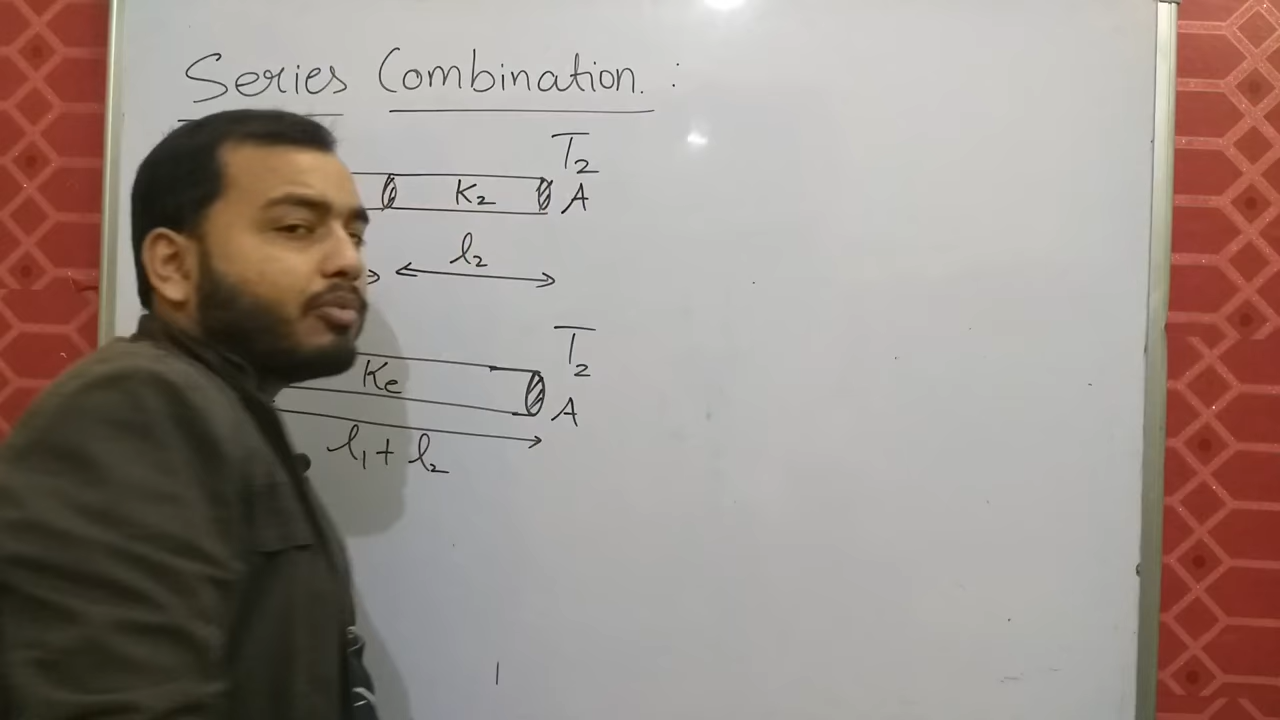 Series Combination. :
T2
K2 A
l2
T2
Ke
A
l1 + l2